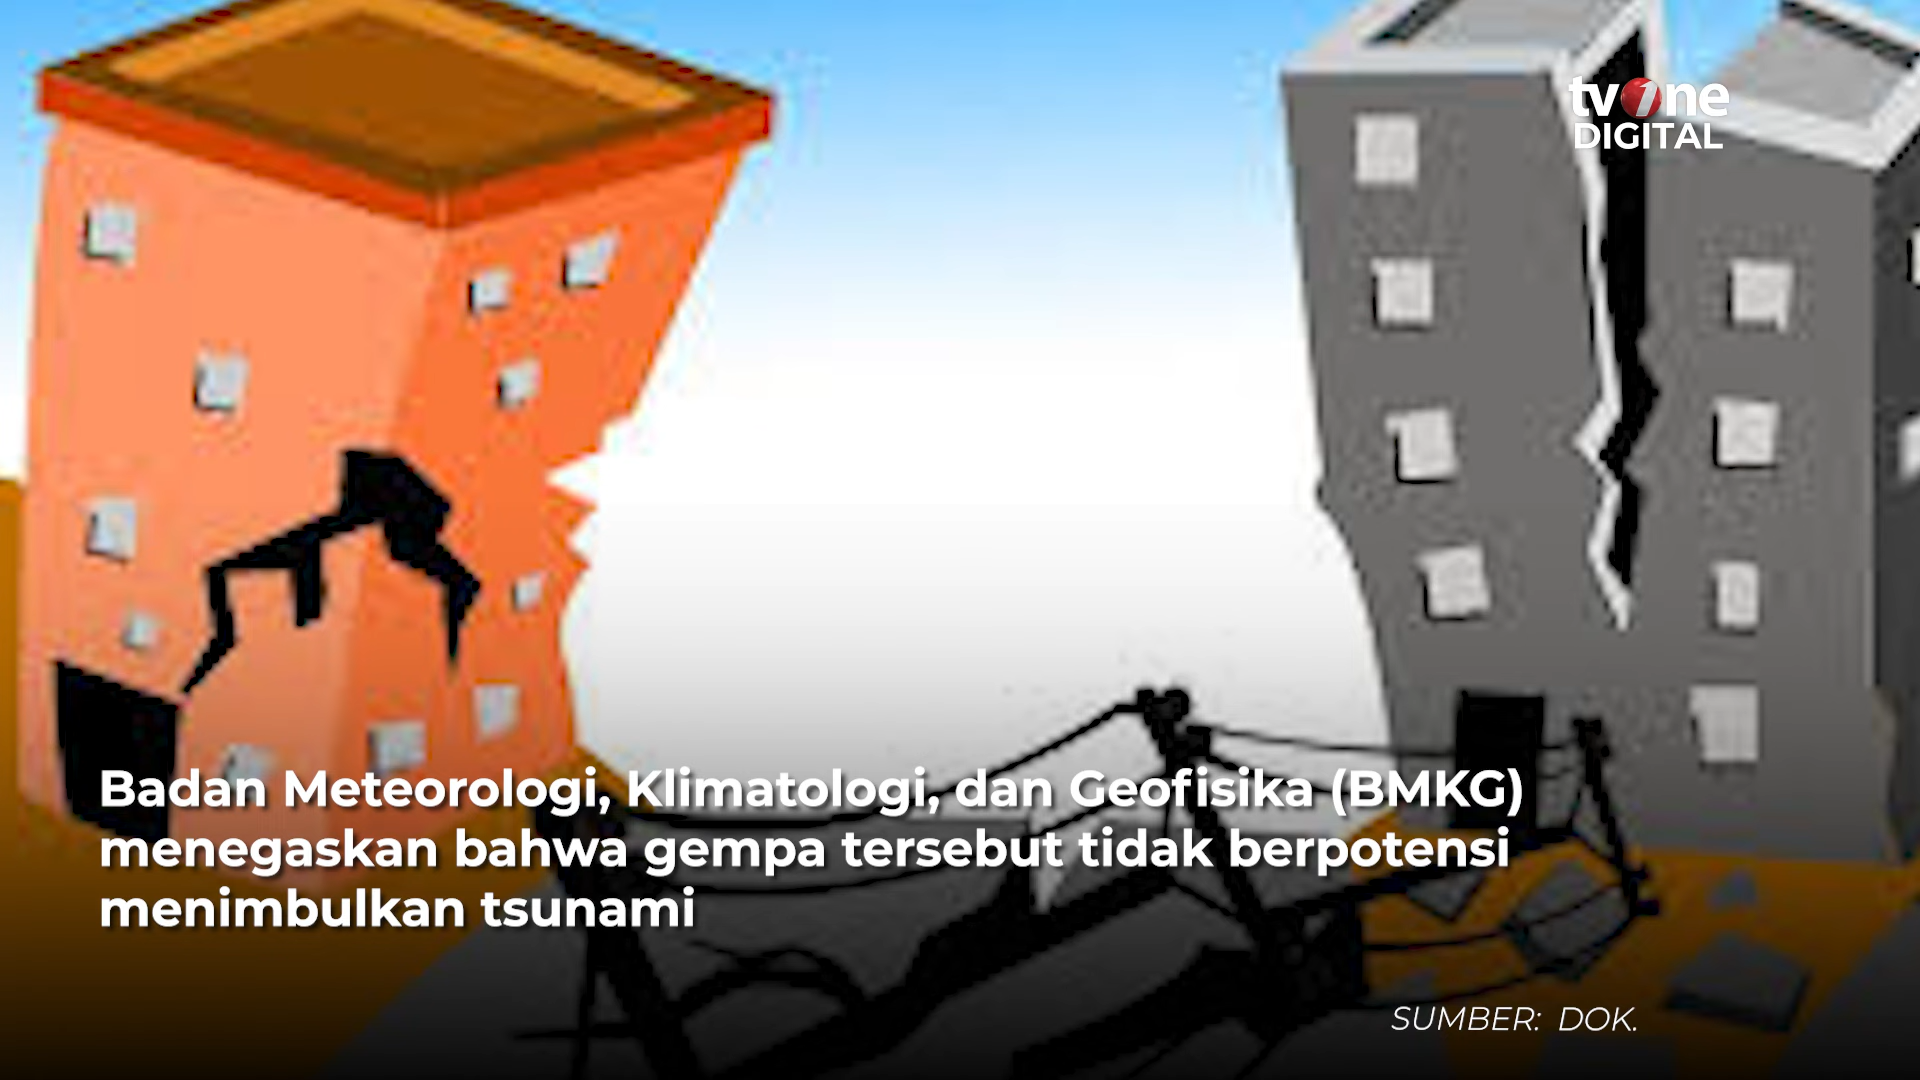 tvOne
DIGITAL
Badan Meteorologi, Klimatologi, dan Geofisika (BMKG)
menegaskan bahwa gempa tersebut tidak berpotensi
menimbulkan tsunami
SUMBER: DOK.